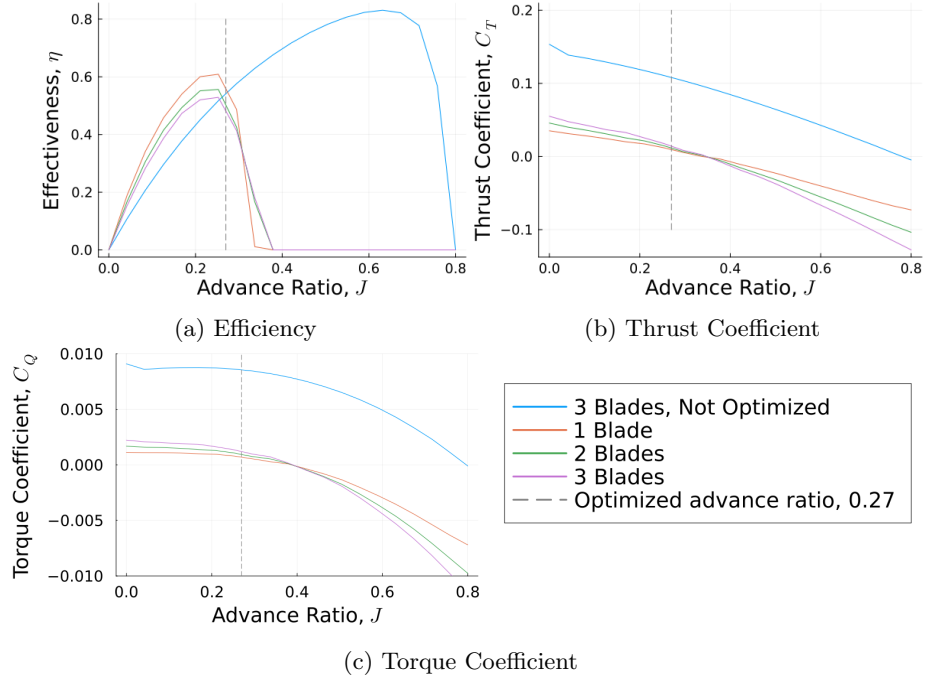 Effectiveness, η
0.8
0.6
0.4
0.2
0.0
0.0 0.2 0.4 0.6 0.8
Advance Ratio, J
(a) Efficiency
Thrust Coefficient, C_T
0.2
0.1
0.0
−0.1
0.0 0.2 0.4 0.6 0.8
Advance Ratio, J
(b) Thrust Coefficient
Torque Coefficient, C_Q
0.010
0.005
0.000
−0.005
−0.010
0.0 0.2 0.4 0.6 0.8
Advance Ratio, J
(c) Torque Coefficient
3 Blades, Not Optimized
1 Blade
2 Blades
3 Blades
Optimized advance ratio, 0.27